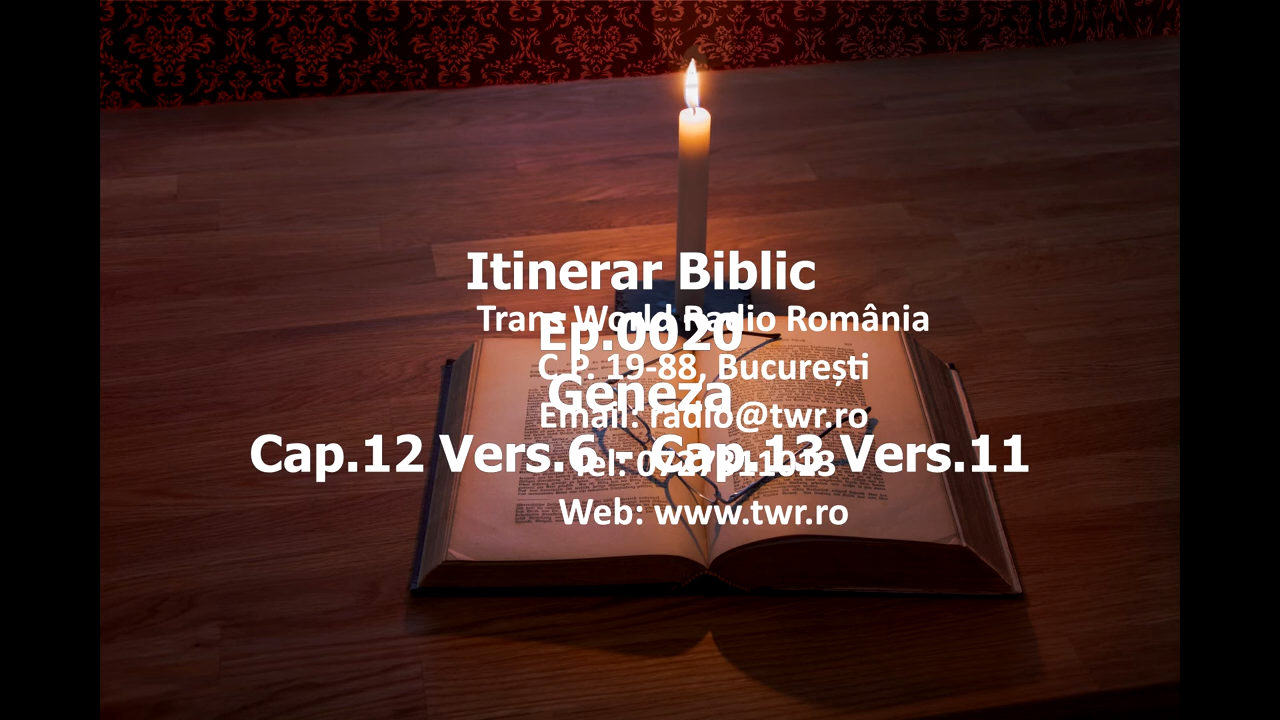 Itinerar Biblic
Trans World Radio România
Ep.0020
C.P. 19-88, București
Geneza
Email: radio@twr.ro
Cap.12 Vers.6 - Cap.13 Vers.11
Tel:
Web: www.twr.ro